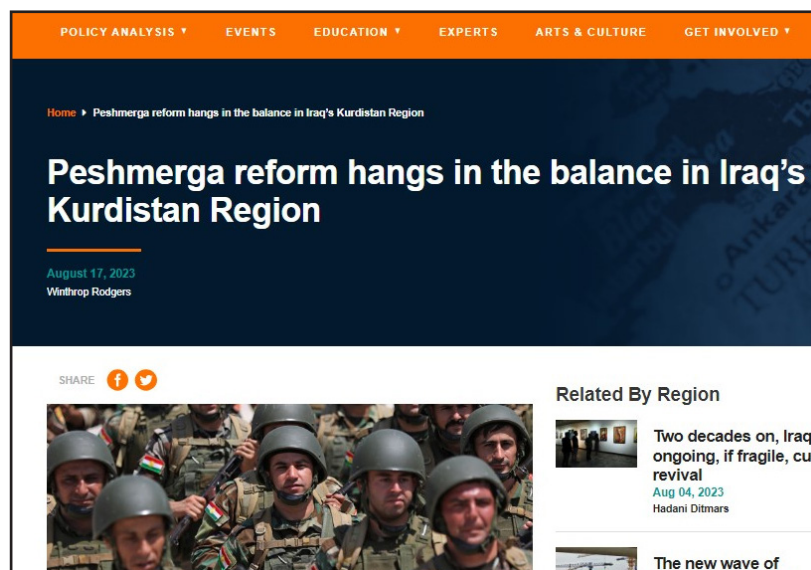 POLICY ANALYSIS ▼ EVENTS EDUCATION ▼ EXPERTS ARTS & CULTURE GET INVOLVED ▼
Home ▸ Peshmerga reform hangs in the balance in Iraq's Kurdistan Region
Peshmerga reform hangs in the balance in Iraq's
Kurdistan Region
August 17, 2023
Winthrop Rodgers
SHARE
Related By Region
Two decades on, Iraq
ongoing, if fragile, cu
revival
Aug 04, 2023
Hadani Ditmars
The new wave of
Ankara